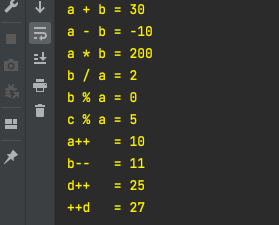 a + b = 30
a - b = -10
a * b = 200
b / a = 2
b % a = 0
c % a = 5
a++   = 10
b--   = 11
d++   = 25
++d   = 27